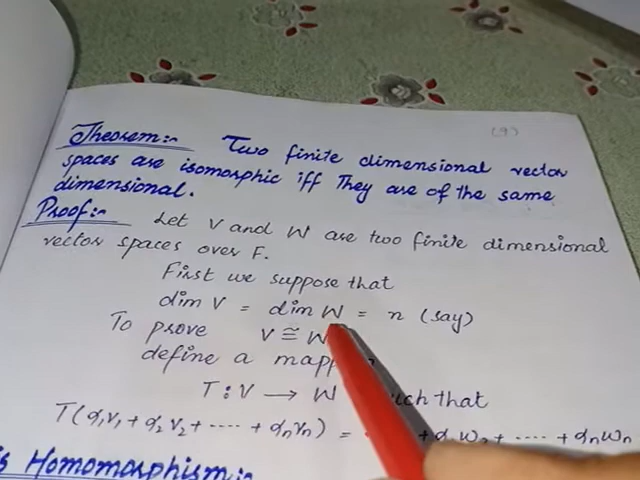 (9)
Theorem:- Two finite dimensional vector
spaces are isomorphic iff They are of the same
dimensional.
Proof:- Let V and W are two finite dimensional
vector spaces over F.
First we suppose that
dim V = dim W = n (say)
To prove V ≅ W
define a
T : V → W such that
T(α₁v₁ + α₂v₂ + ---- + αₙvₙ) = + w₂ + ---- + αₙwₙ
is Homomorphism:-